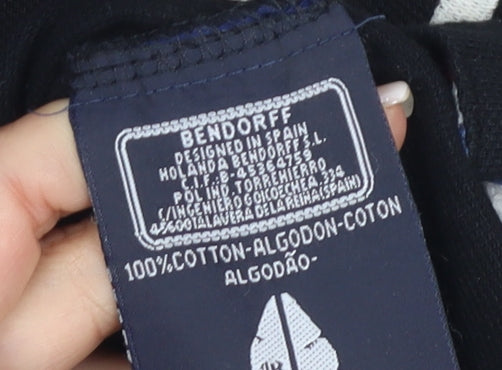 BENDORFF
DESIGNED IN SPAIN
HOLANDA BENDORFF S.L.
C.I.F. B-45364759
POL. IND. TORREHIERRO
C/INGENIERO GOICOECHEA, 334
45600 TALAVERA DE LA REINA (SPAIN)
100% COTTON-ALGODON-COTON
ALGODÃO-